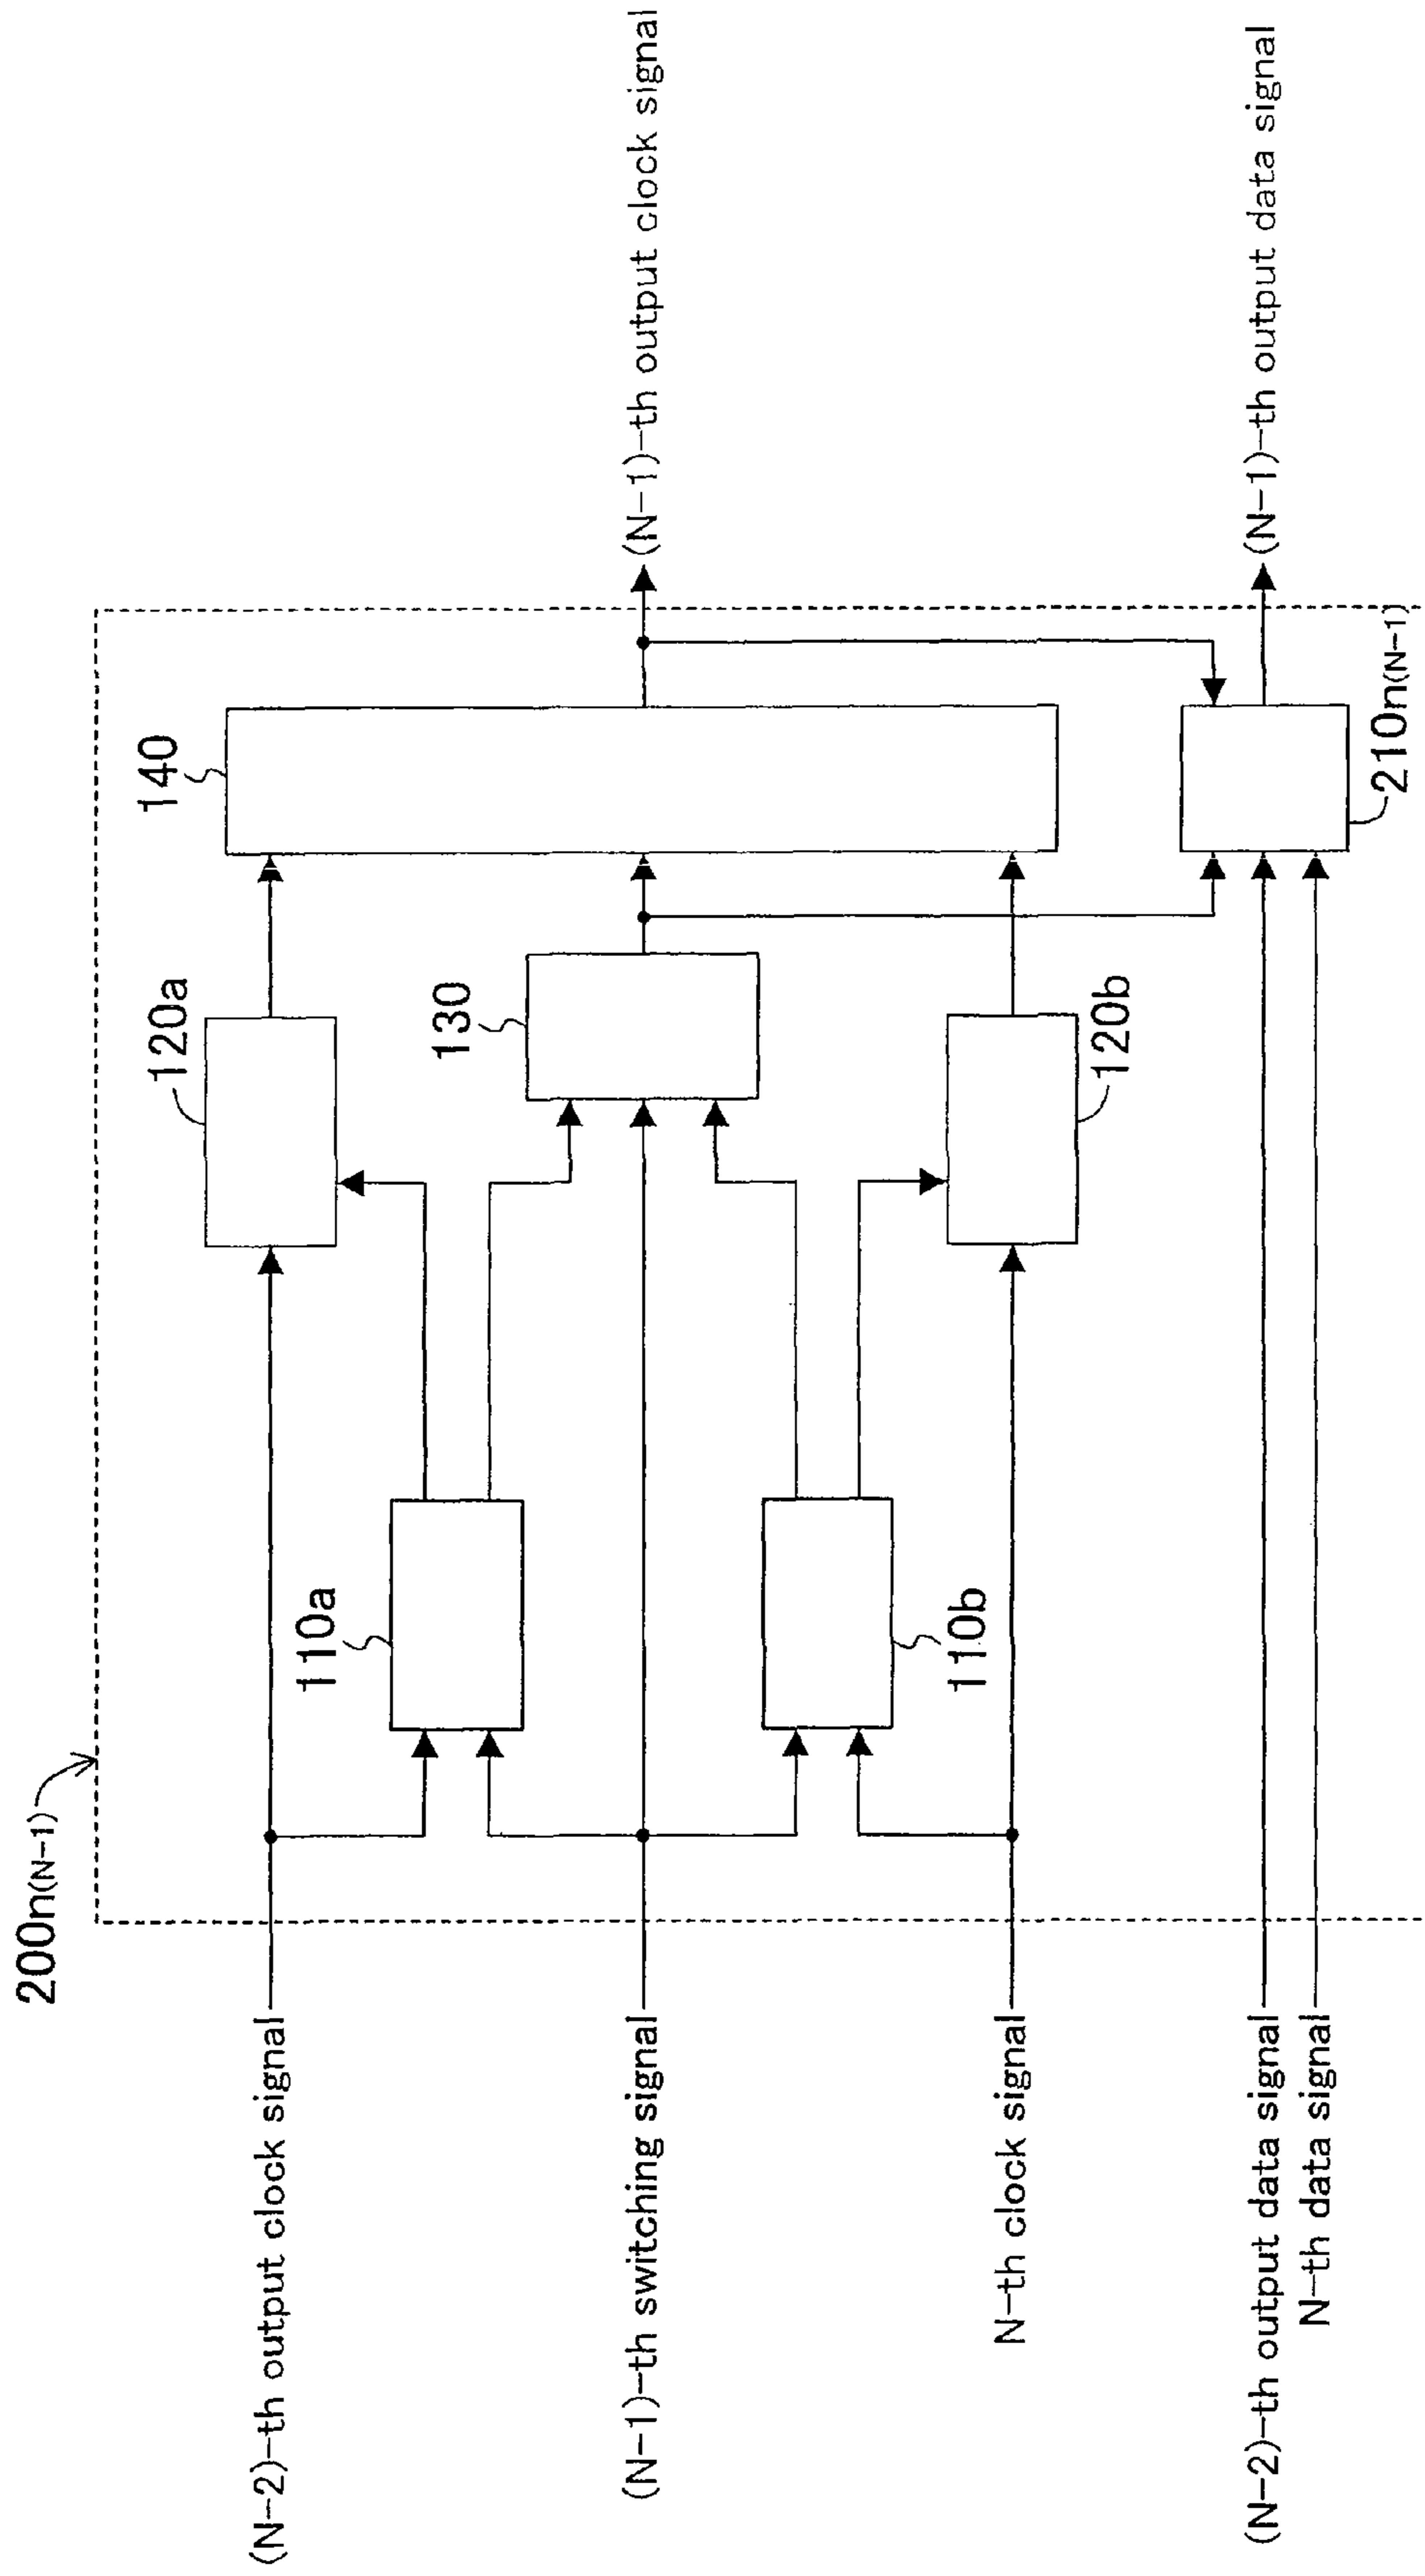 200n(N-1)
(N-2)-th output clock signal
(N-1)-th switching signal
N-th clock signal
(N-2)-th output data signal
N-th data signal
110a
110b
120a
130
120b
140
210n(N-1)
(N-1)-th output clock signal
(N-1)-th output data signal